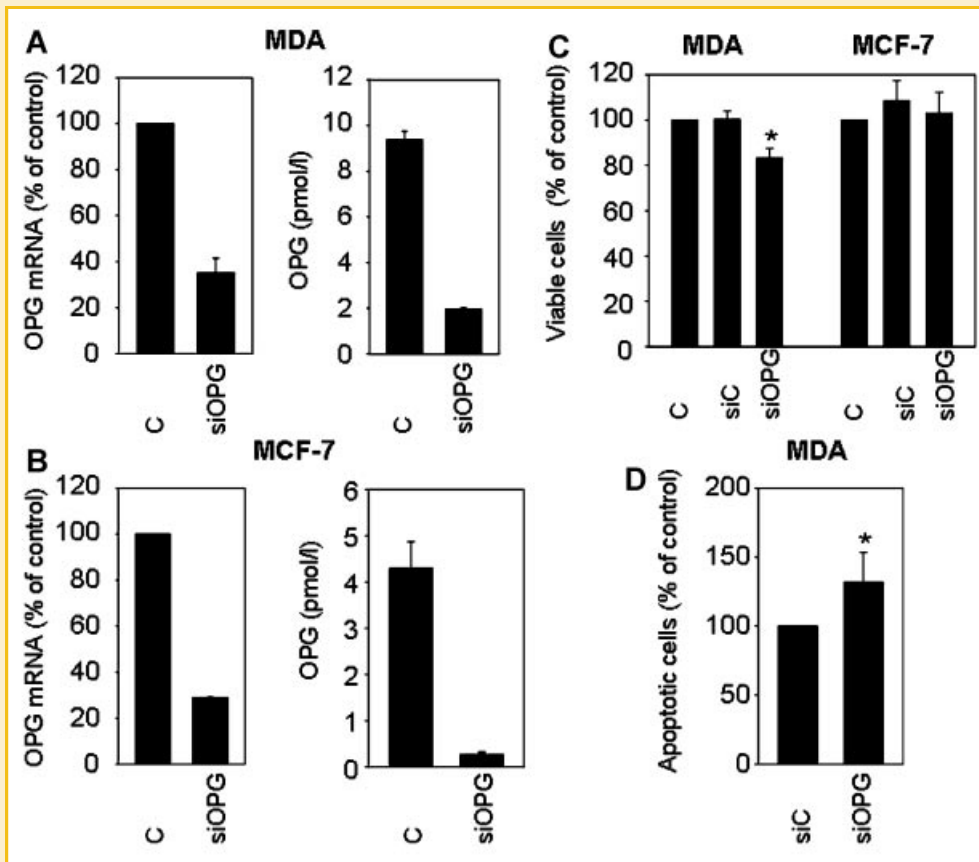 A
MDA
OPG mRNA (% of control)
120
100
80
60
40
20
0
C
siOPG
OPG (pmol/l)
12
10
8
6
4
2
0
C
siOPG
B
MCF-7
OPG mRNA (% of control)
120
100
80
60
40
20
0
C
siOPG
OPG (pmol/l)
6
5
4
3
2
1
0
C
siOPG
C
MDA
MCF-7
Viable cells (% of control)
120
100
80
60
40
20
0
*
C
siC
siOPG
C
siC
siOPG
D
MDA
Apoptotic cells (% of control)
200
150
100
50
0
*
siC
siOPG